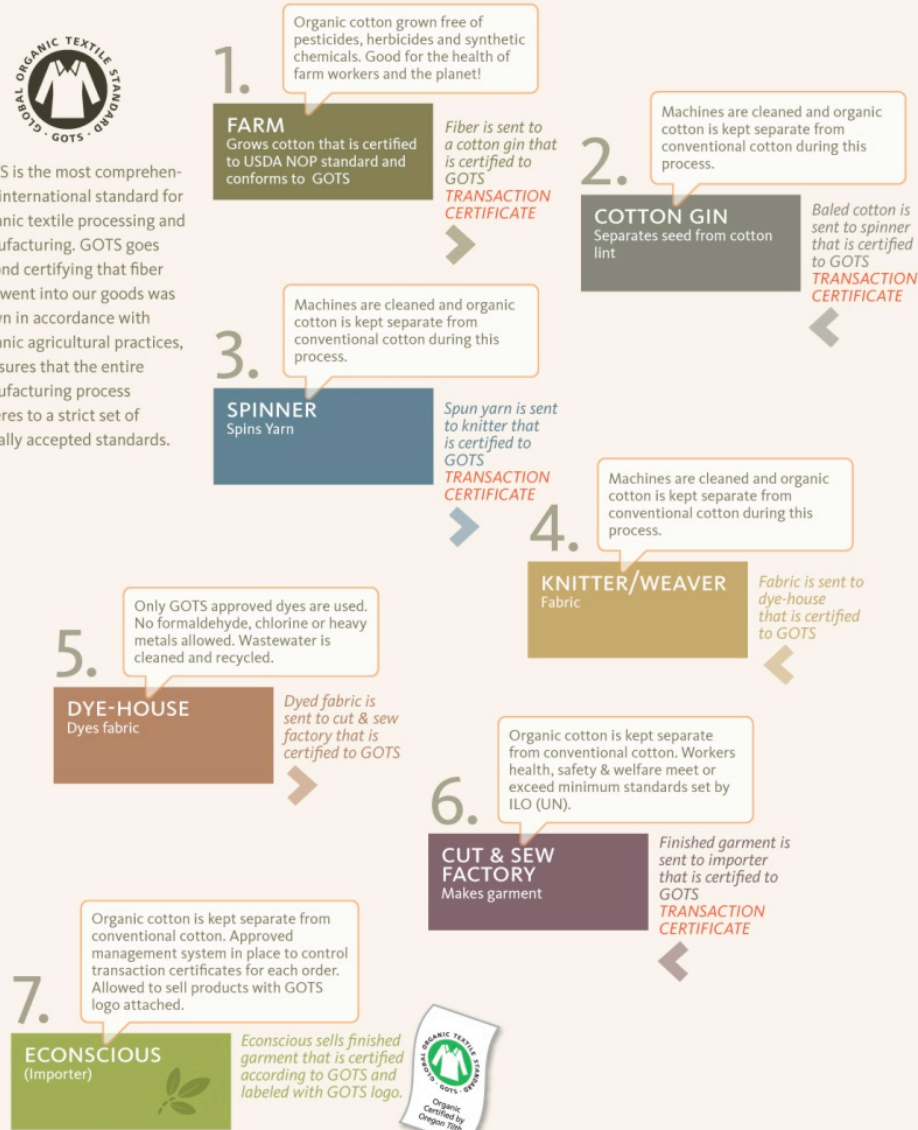 GLOBAL ORGANIC TEXTILE STANDARD · GOTS ·
S is the most comprehen-
international standard for
nic textile processing and
ufacturing. GOTS goes
nd certifying that fiber
went into our goods was
n in accordance with
nic agricultural practices,
sures that the entire
ufacturing process
res to a strict set of
ally accepted standards.
1.
Organic cotton grown free of
pesticides, herbicides and synthetic
chemicals. Good for the health of
farm workers and the planet!
FARM
Grows cotton that is certified
to USDA NOP standard and
conforms to GOTS
Fiber is sent to
a cotton gin that
is certified to
GOTS
TRANSACTION
CERTIFICATE
2.
Machines are cleaned and organic
cotton is kept separate from
conventional cotton during this
process.
COTTON GIN
Separates seed from cotton
lint
Baled cotton is
sent to spinner
that is certified
to GOTS
TRANSACTION
CERTIFICATE
3.
Machines are cleaned and organic
cotton is kept separate from
conventional cotton during this
process.
SPINNER
Spins Yarn
Spun yarn is sent
to knitter that
is certified to
GOTS
TRANSACTION
CERTIFICATE
4.
Machines are cleaned and organic
cotton is kept separate from
conventional cotton during this
process.
KNITTER/WEAVER
Fabric
Fabric is sent to
dye-house
that is certified
to GOTS
5.
Only GOTS approved dyes are used.
No formaldehyde, chlorine or heavy
metals allowed. Wastewater is
cleaned and recycled.
DYE-HOUSE
Dyes fabric
Dyed fabric is
sent to cut & sew
factory that is
certified to GOTS
6.
Organic cotton is kept separate
from conventional cotton. Workers
health, safety & welfare meet or
exceed minimum standards set by
ILO (UN).
CUT & SEW
FACTORY
Makes garment
Finished garment is
sent to importer
that is certified to
GOTS
TRANSACTION
CERTIFICATE
7.
Organic cotton is kept separate from
conventional cotton. Approved
management system in place to control
transaction certificates for each order.
Allowed to sell products with GOTS
logo attached.
ECONSCIOUS
(Importer)
Econscious sells finished
garment that is certified
according to GOTS and
labeled with GOTS logo.
GLOBAL ORGANIC TEXTILE STANDARD · GOTS ·
Organic
Certified by
Oregon Tilth